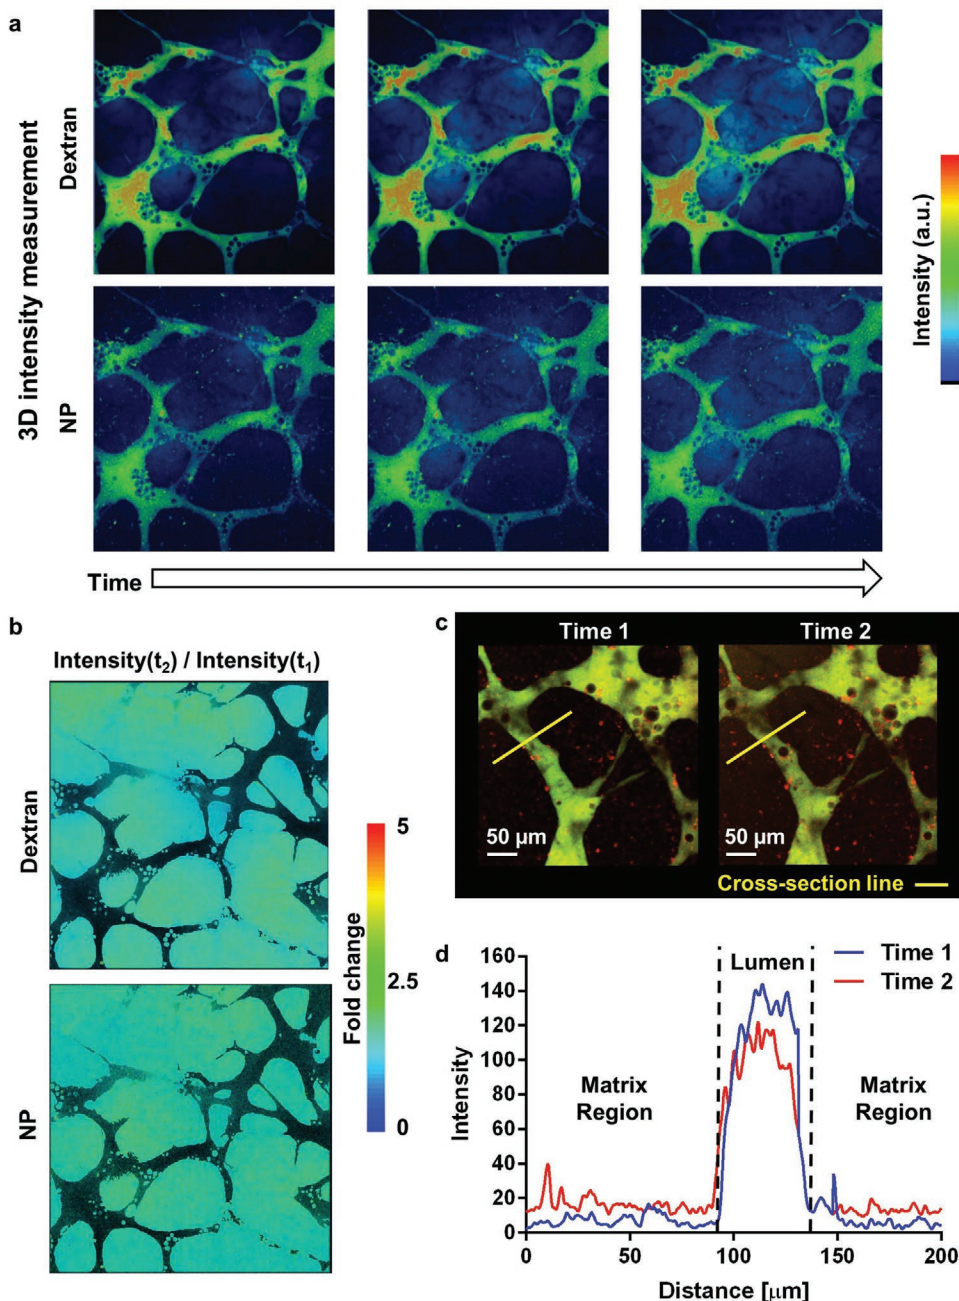 a
3D intensity measurement
Dextran
NP
Intensity (a.u.)
Time
b
Intensity(t₂) / Intensity(t₁)
Dextran
NP
Fold change
5
2.5
0
c
Time 1
Time 2
50 µm
50 µm
Cross-section line
d
Time 1
Time 2
Lumen
Matrix
Region
Matrix
Region
Intensity
160
140
120
100
80
60
40
20
0
0
50
100
150
200
Distance [µm]